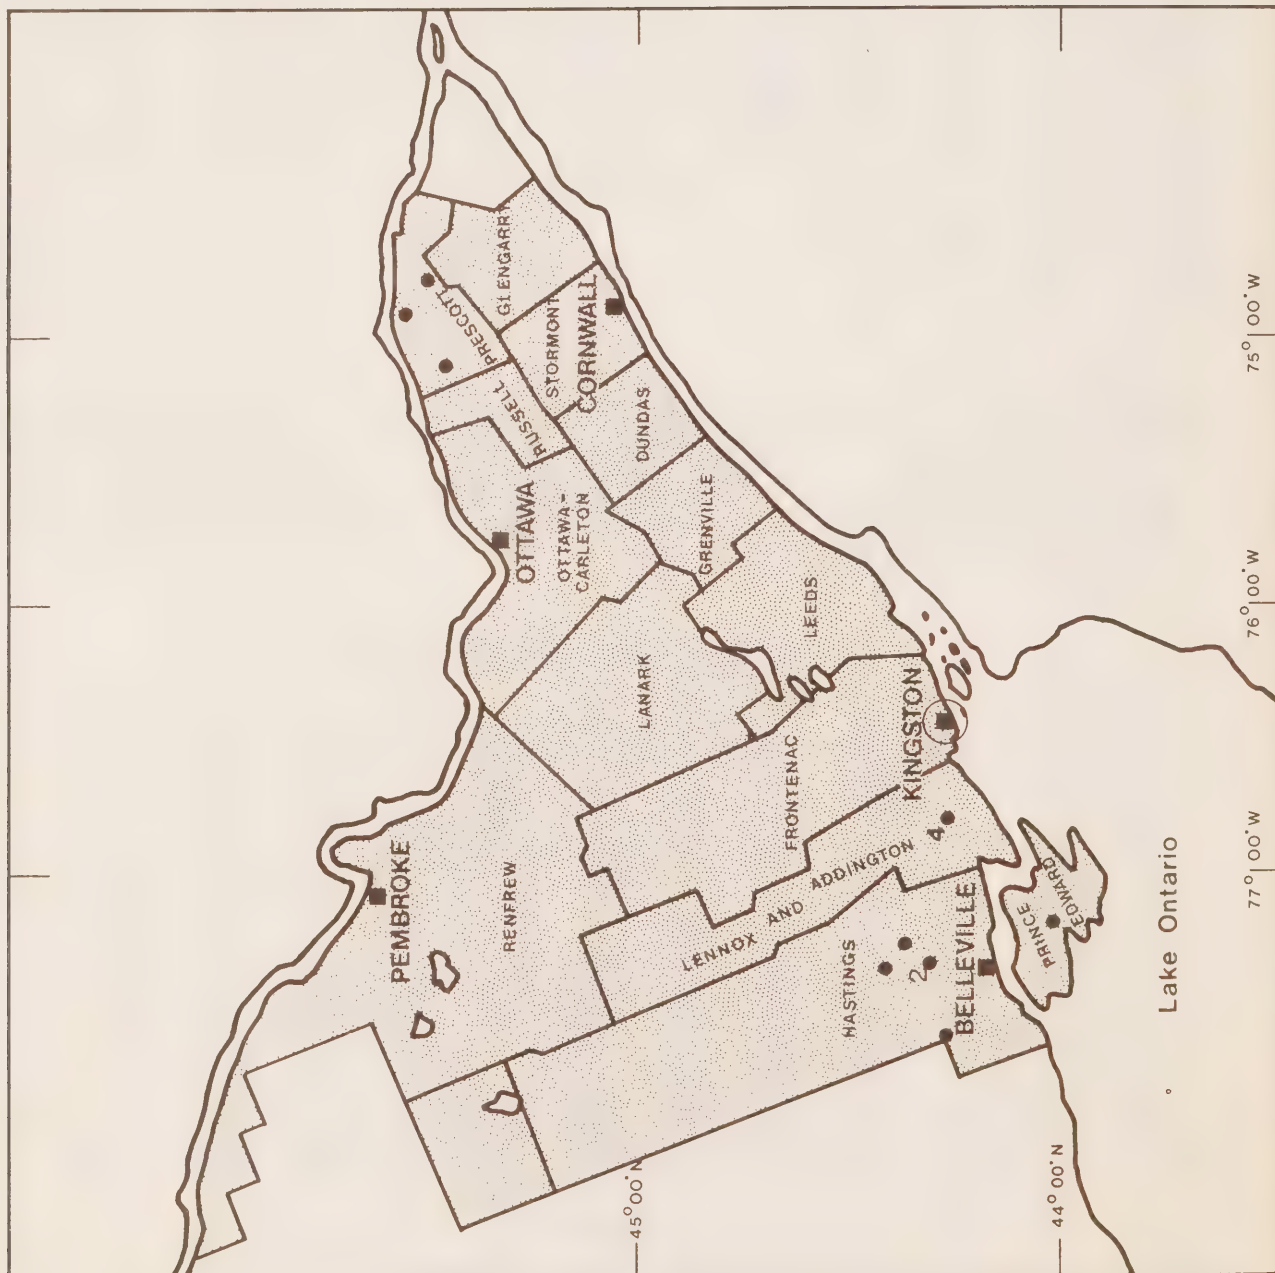 PEMBROKE
RENFREW
OTTAWA
OTTAWA-
CARLETON
PRESCOTT
RUSSELL
GLENGARRY
STORMONT
CORNWALL
DUNDAS
GRENVILLE
LEEDS
LANARK
FRONTENAC
KINGSTON
LENNOX AND ADDINGTON
4
HASTINGS
2
BELLEVILLE
PRINCE
EDWARD
Lake Ontario
45° 00' N
44° 00' N
77° 00' W
76° 00' W
75° 00' W